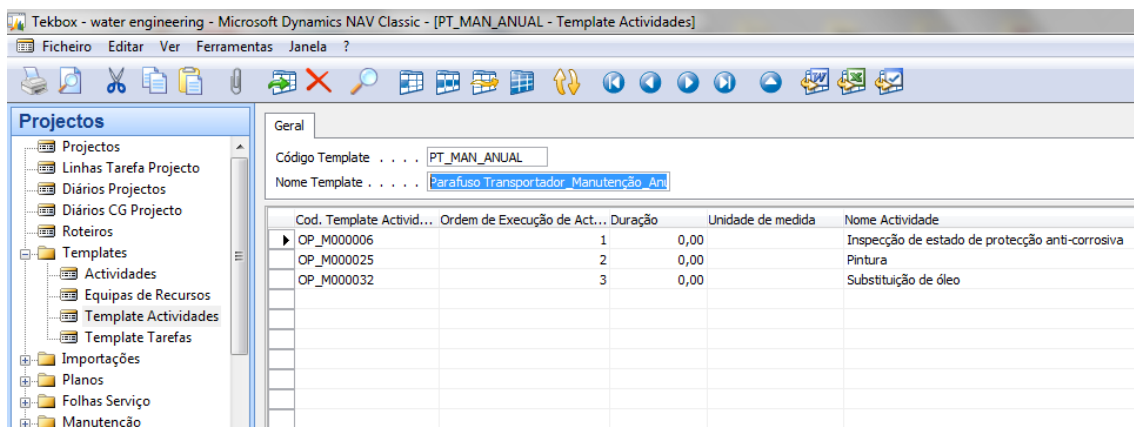 Tekbox - water engineering - Microsoft Dynamics NAV Classic - [PT_MAN_ANUAL - Template Actividades]
Ficheiro Editar Ver Ferramentas Janela ?
Projectos
Projectos
Linhas Tarefa Projecto
Diários Projectos
Diários CG Projecto
Roteiros
Templates
Actividades
Equipas de Recursos
Template Actividades
Template Tarefas
Importações
Planos
Folhas Serviço
Manutenção
Geral
Código Template . . . . PT_MAN_ANUAL
Nome Template . . . . . Parafuso Transportador_Manutenção_Anu
Cod. Template Activid... Ordem de Execução de Act... Duração Unidade de medida Nome Actividade
OP_M000006 1 0,00 Inspecção de estado de protecção anti-corrosiva
OP_M000025 2 0,00 Pintura
OP_M000032 3 0,00 Substituição de óleo